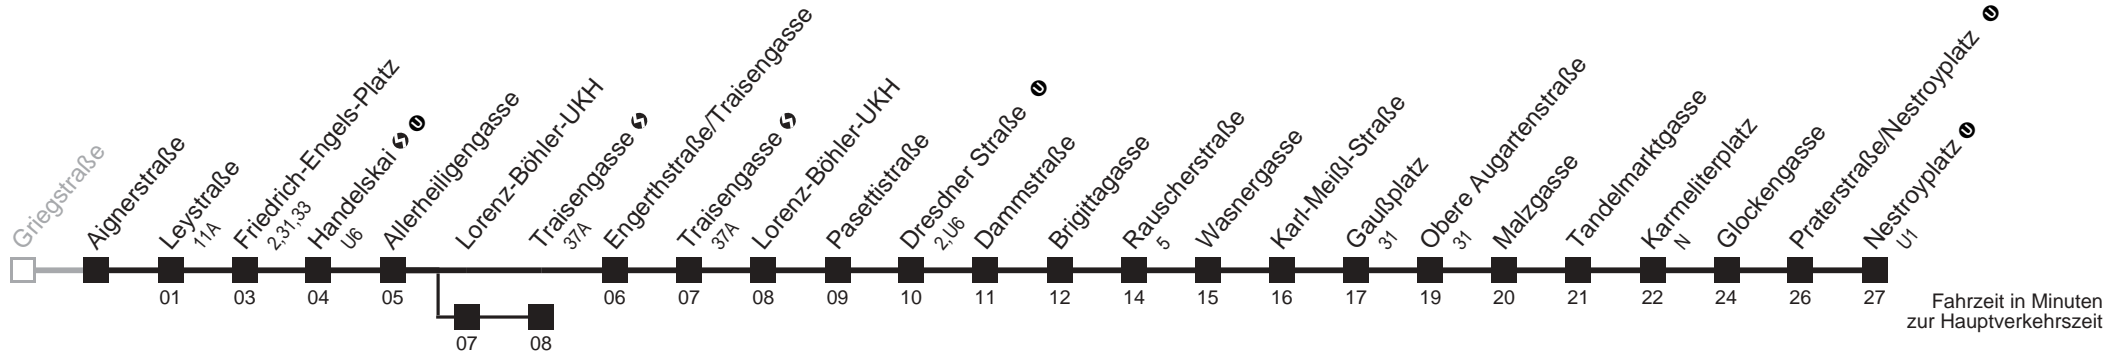 Griegstraße
Aignerstraße
Leystraße
11A
Friedrich-Engels-Platz
2,31,33
Handelskai
U6
Allerheiligengasse
Lorenz-Böhler-UKH
Traisengasse
37A
Engerthstraße/Traisengasse
Traisengasse
37A
Lorenz-Böhler-UKH
Pasettistraße
Dresdner Straße U
2,U6
Dammstraße
Brigittagasse
Rauscherstraße
5
Wasnergasse
Karl-Meißl-Straße
Gaußplatz
31
Obere Augartenstraße
31
Malzgasse
Tandelmarktgasse
Karmeliterplatz
N
Glockengasse
Praterstraße/Nestroyplatz U
Nestroyplatz U
U1
01 03 04 05 06 07 08 09 10 11 12 14 15 16 17 19 20 21 22 24 26 27
07 08
Fahrzeit in Minuten
zur Hauptverkehrszeit